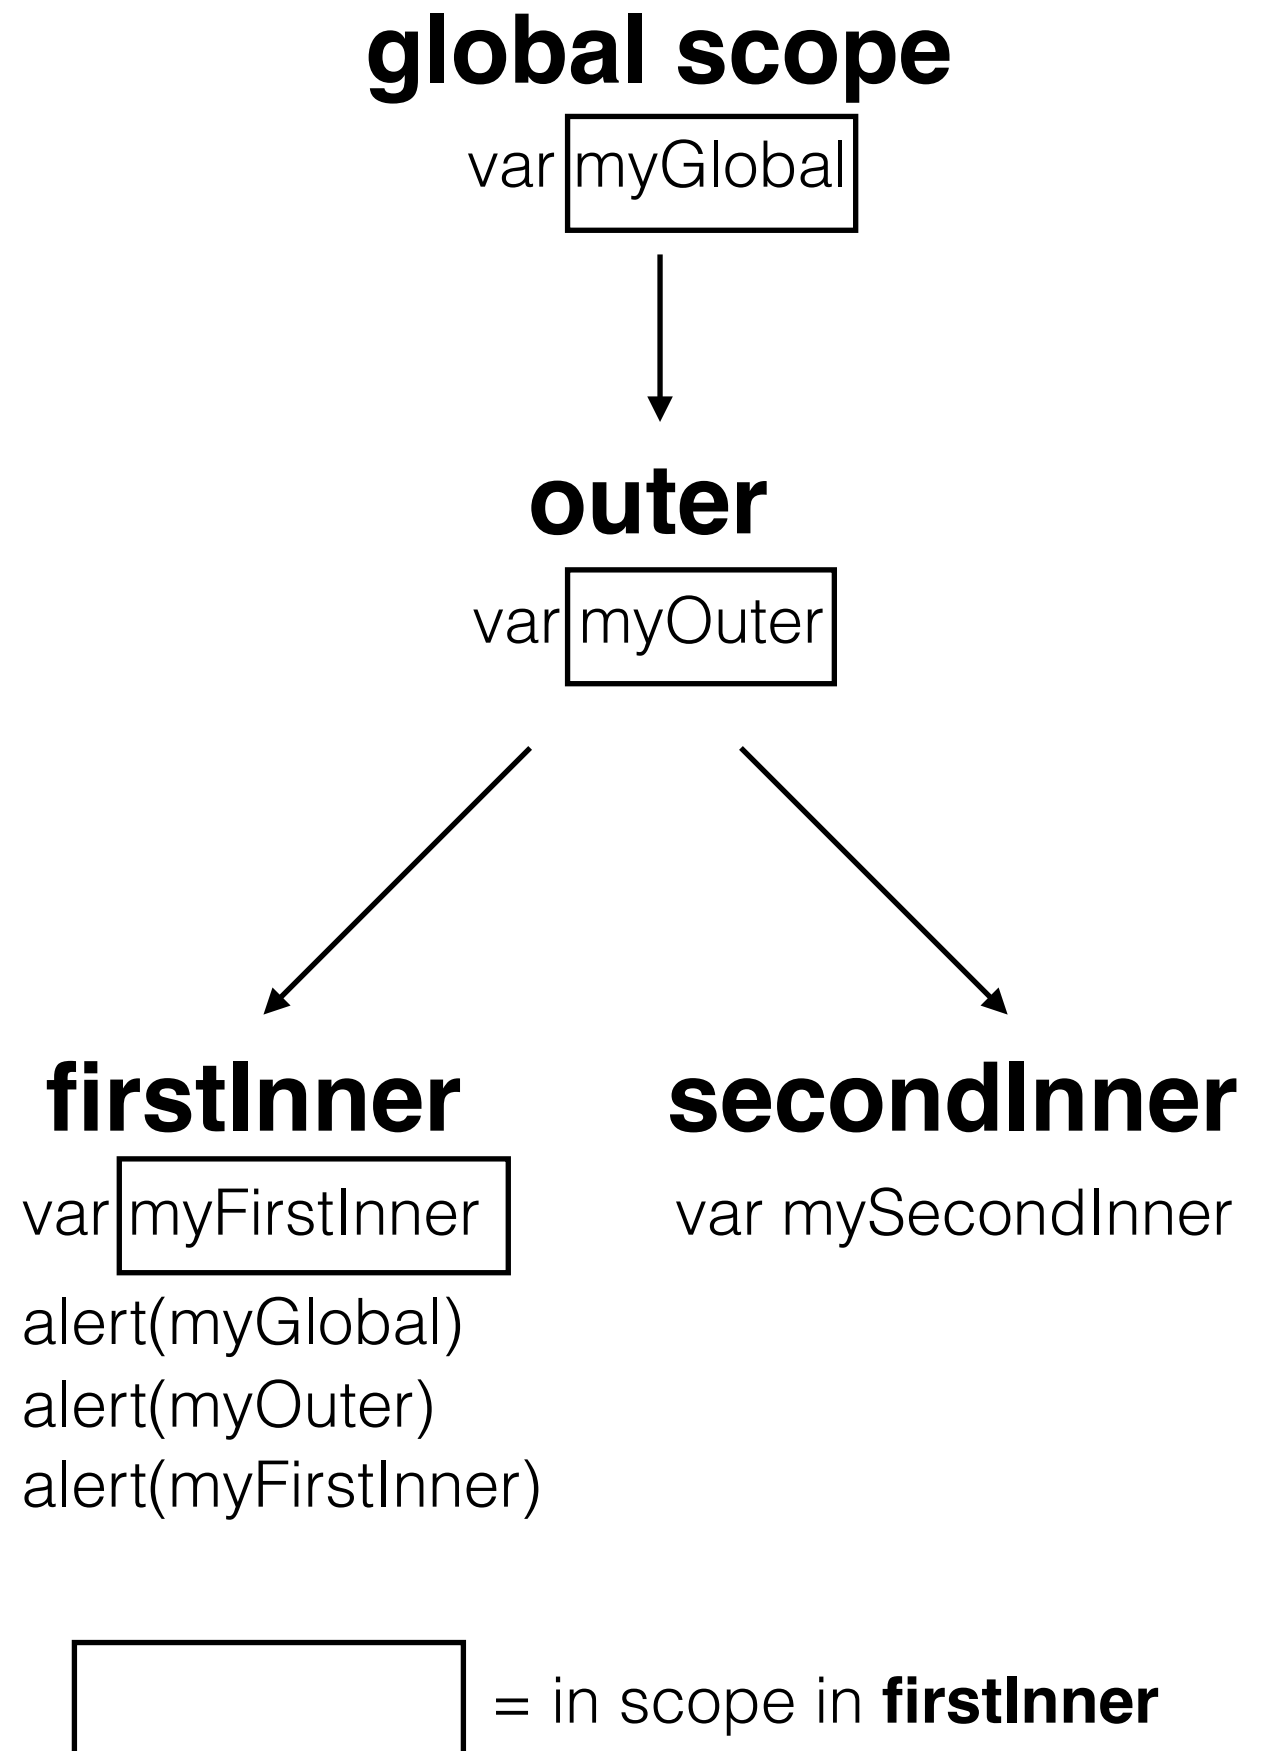 global scope
var myGlobal
outer
var myOuter
firstInner
secondInner
var myFirstInner
var mySecondInner
alert(myGlobal)
alert(myOuter)
alert(myFirstInner)
= in scope in firstInner